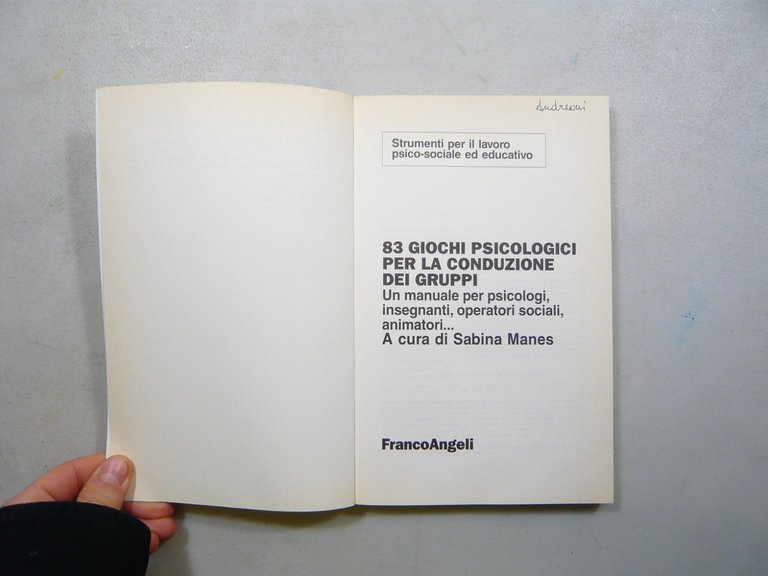 Andreoni
Strumenti per il lavoro
psico-sociale ed educativo
83 GIOCHI PSICOLOGICI
PER LA CONDUZIONE
DEI GRUPPI
Un manuale per psicologi,
insegnanti, operatori sociali,
animatori...
A cura di Sabina Manes
FrancoAngeli